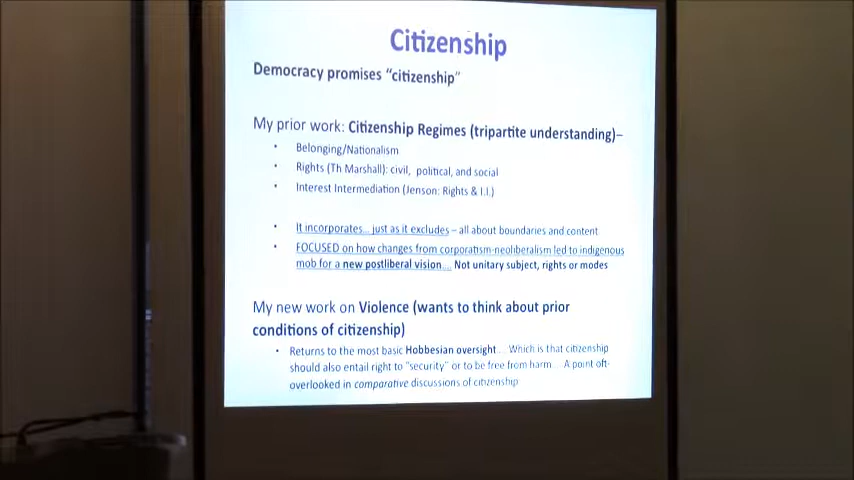 Citizenship
Democracy promises “citizenship”
My prior work: Citizenship Regimes (tripartite understanding)–
• Belonging/Nationalism
• Rights (Th Marshall): civil, political, and social
• Interest Intermediation (Jenson: Rights & I.I.)
• It incorporates... just as it excludes – all about boundaries and content
• FOCUSED on how changes from corporatism-neoliberalism led to indigenous
mob for a new postliberal vision.... Not unitary subject, rights or modes
My new work on Violence (wants to think about prior
conditions of citizenship)
• Returns to the most basic Hobbesian oversight... Which is that citizenship
should also entail right to “security” or to be free from harm... A point oft-
overlooked in comparative discussions of citizenship